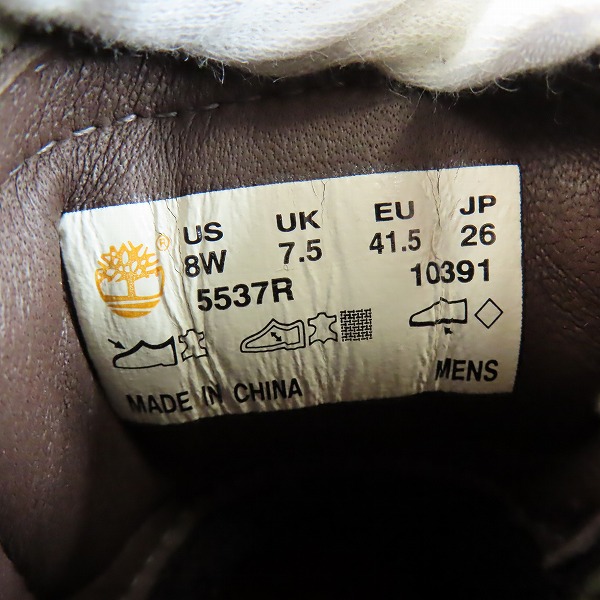 US UK EU JP
8W 7.5 41.5 26
5537R 10391
®
MENS
MADE IN CHINA